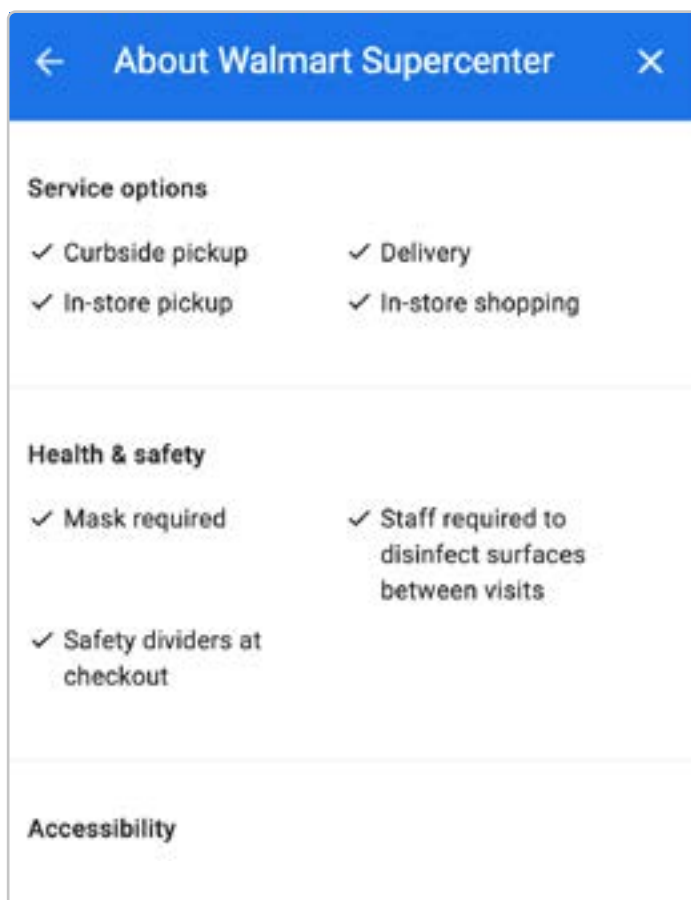 About Walmart Supercenter
Service options
Curbside pickup
Delivery
In-store pickup
In-store shopping
Health & safety
Mask required
Staff required to
disinfect surfaces
between visits
Safety dividers at
checkout
Accessibility